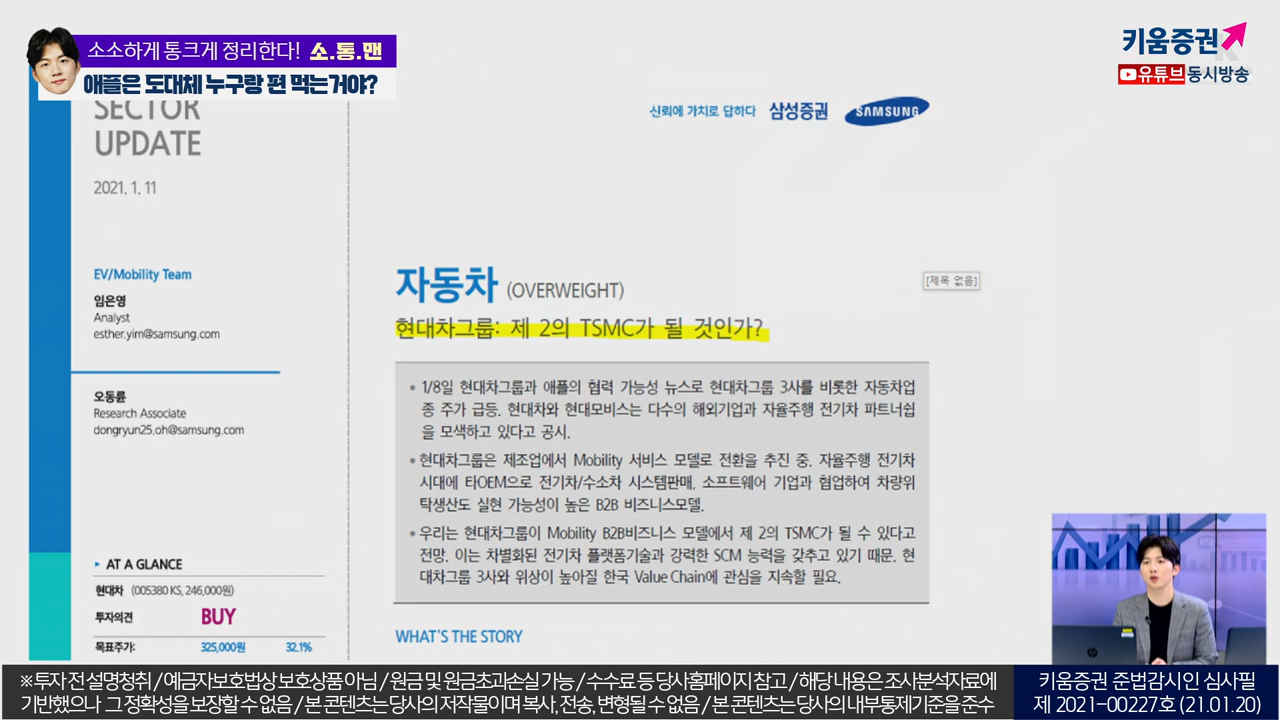 소소하게 통크게 정리한다! 소.통.맨
애플은 도대체 누구랑 편 먹는거야?
키움증권
유튜브동시방송
SECTOR
UPDATE
2021. 1. 11
신뢰에 가치로 답하다 삼성증권 SAMSUNG
EV/Mobility Team
임은영
Analyst
esther.yim@samsung.com
오동륜
Research Associate
dongryun25.oh@samsung.com
자동차 (OVERWEIGHT)
[제목 없음]
현대차그룹: 제 2의 TSMC가 될 것인가?
• 1/8일 현대차그룹과 애플의 협력 가능성 뉴스로 현대차그룹 3사를 비롯한 자동차업
종 주가 급등. 현대차와 현대모비스는 다수의 해외기업과 자율주행 전기차 파트너쉽
을 모색하고 있다고 공시.
• 현대차그룹은 제조업에서 Mobility 서비스 모델로 전환을 추진 중. 자율주행 전기차
시대에 타OEM으로 전기차/수소차 시스템판매, 소프트웨어 기업과 협업하여 차량위
탁생산도 실현 가능성이 높은 B2B 비즈니스모델.
• 우리는 현대차그룹이 Mobility B2B비즈니스 모델에서 제 2의 TSMC가 될 수 있다고
전망. 이는 차별화된 전기차 플랫폼기술과 강력한 SCM 능력을 갖추고 있기 때문. 현
대차그룹 3사와 위상이 높아질 한국 Value Chain에 관심을 지속할 필요.
WHAT'S THE STORY
▸ AT A GLANCE
현대차 (005380 KS, 246,000원)
투자의견 BUY
목표주가: 325,000원 32.1%
hp
※ 투자 전 설명청취 / 예금자보호법상 보호상품 아님 / 원금 및 원금초과손실 가능 / 수수료 등 당사홈페이지 참고 / 해당 내용은 조사분석자료에
기반했으나 그 정확성을 보장할 수 없음 / 본 콘텐츠는 당사의 저작물이며 복사, 전송, 변형될 수 없음 / 본 콘텐츠는 당사의 내부통제기준을 준수
키움증권 준법감시인 심사필
제 2021-00227호 (21.01.20)